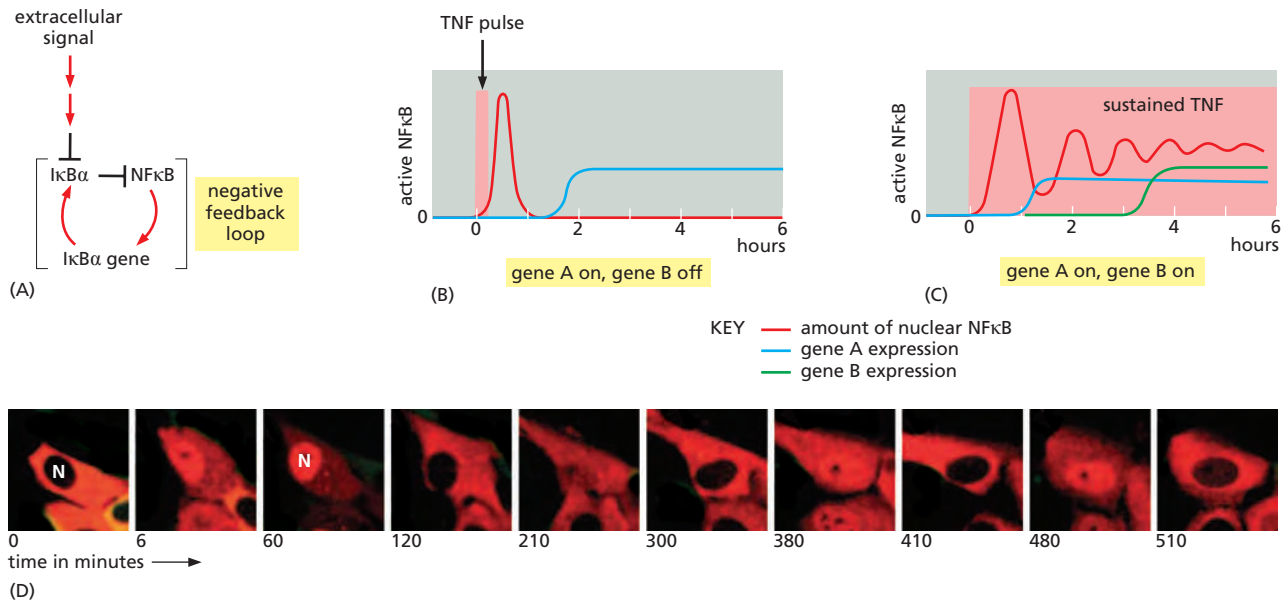 extracellular
signal
IκBα
NFκB
IκBα gene
negative
feedback
loop
(A)
TNF pulse
active NFκB
0
0
2
4
6
hours
gene A on, gene B off
(B)
sustained TNF
active NFκB
0
0
2
4
6
hours
gene A on, gene B on
(C)
KEY
amount of nuclear NFκB
gene A expression
gene B expression
N
N
0
6
60
120
210
300
380
410
480
510
time in minutes
(D)